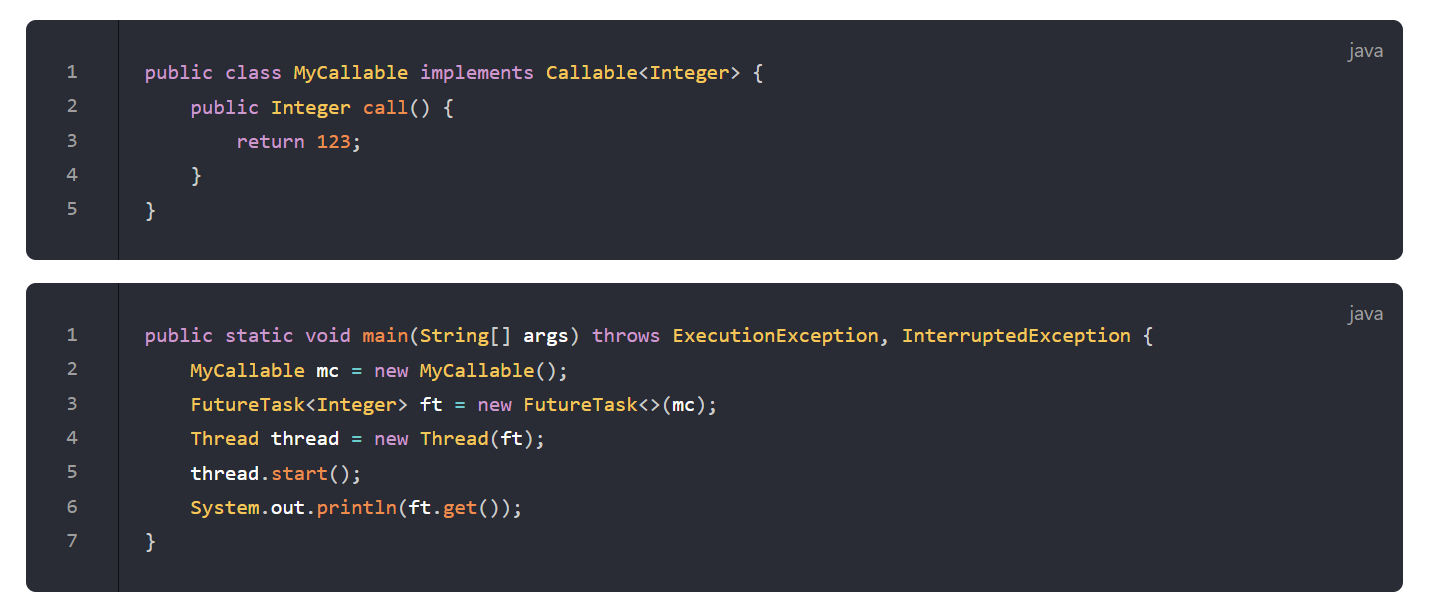 java
1 public class MyCallable implements Callable<Integer> {
2     public Integer call() {
3         return 123;
4     }
5 }
java
1 public static void main(String[] args) throws ExecutionException, InterruptedException {
2     MyCallable mc = new MyCallable();
3     FutureTask<Integer> ft = new FutureTask<>(mc);
4     Thread thread = new Thread(ft);
5     thread.start();
6     System.out.println(ft.get());
7 }